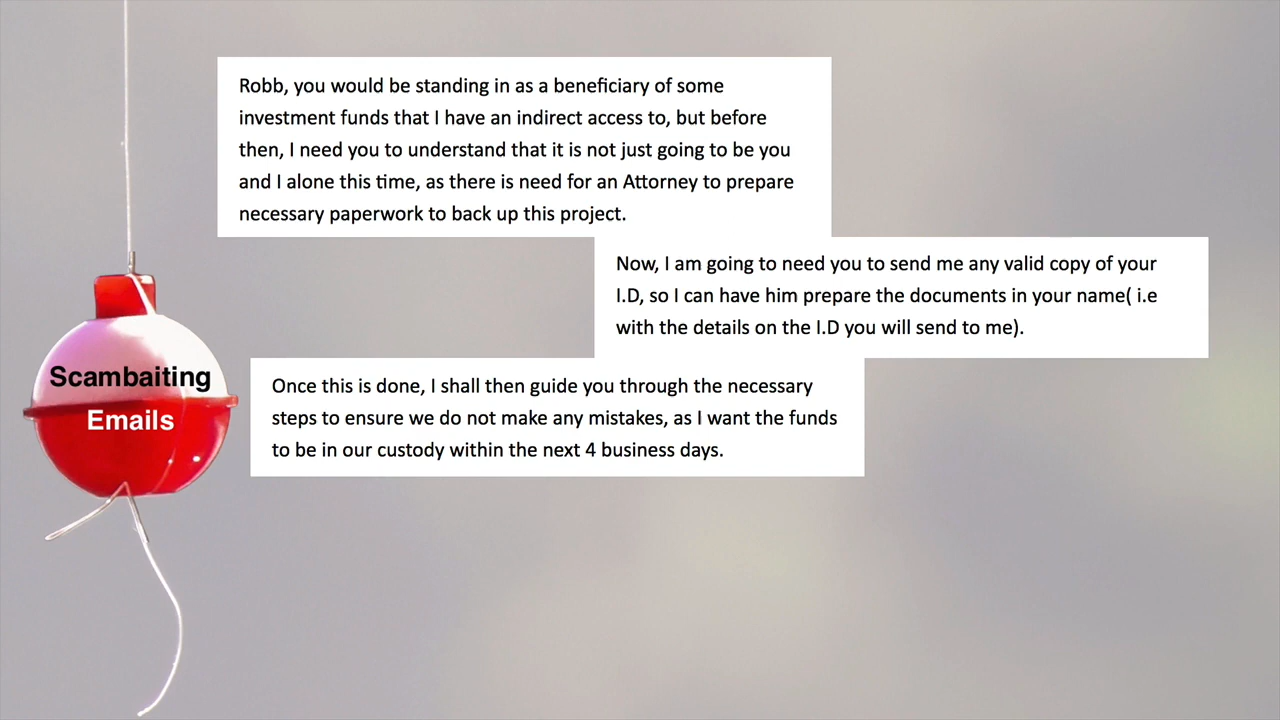 Robb, you would be standing in as a beneficiary of some
investment funds that I have an indirect access to, but before
then, I need you to understand that it is not just going to be you
and I alone this time, as there is need for an Attorney to prepare
necessary paperwork to back up this project.
Now, I am going to need you to send me any valid copy of your
I.D, so I can have him prepare the documents in your name( i.e
with the details on the I.D you will send to me).
Scambaiting
Emails
Once this is done, I shall then guide you through the necessary
steps to ensure we do not make any mistakes, as I want the funds
to be in our custody within the next 4 business days.